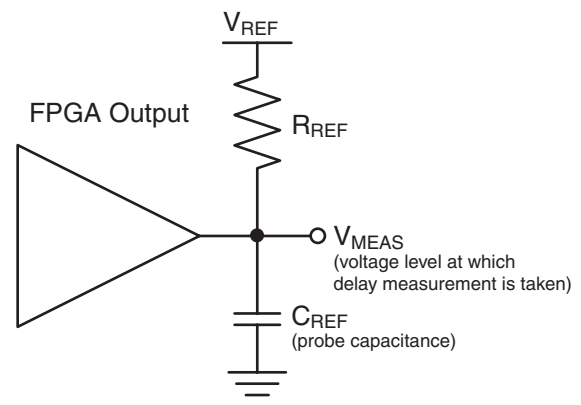 VREF
FPGA Output
RREF
VMEAS
(voltage level at which
delay measurement is taken)
CREF
(probe capacitance)